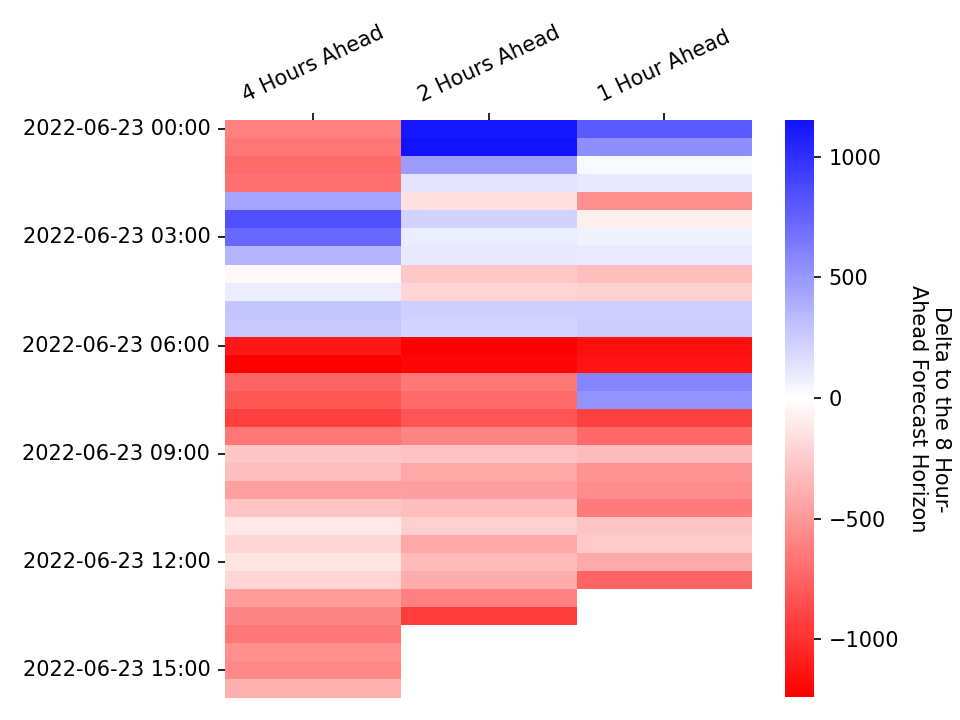 4 Hours Ahead
2 Hours Ahead
1 Hour Ahead
2022-06-23 00:00
2022-06-23 03:00
2022-06-23 06:00
2022-06-23 09:00
2022-06-23 12:00
2022-06-23 15:00
1000
500
0
−500
−1000
Delta to the 8 Hour-
Ahead Forecast Horizon